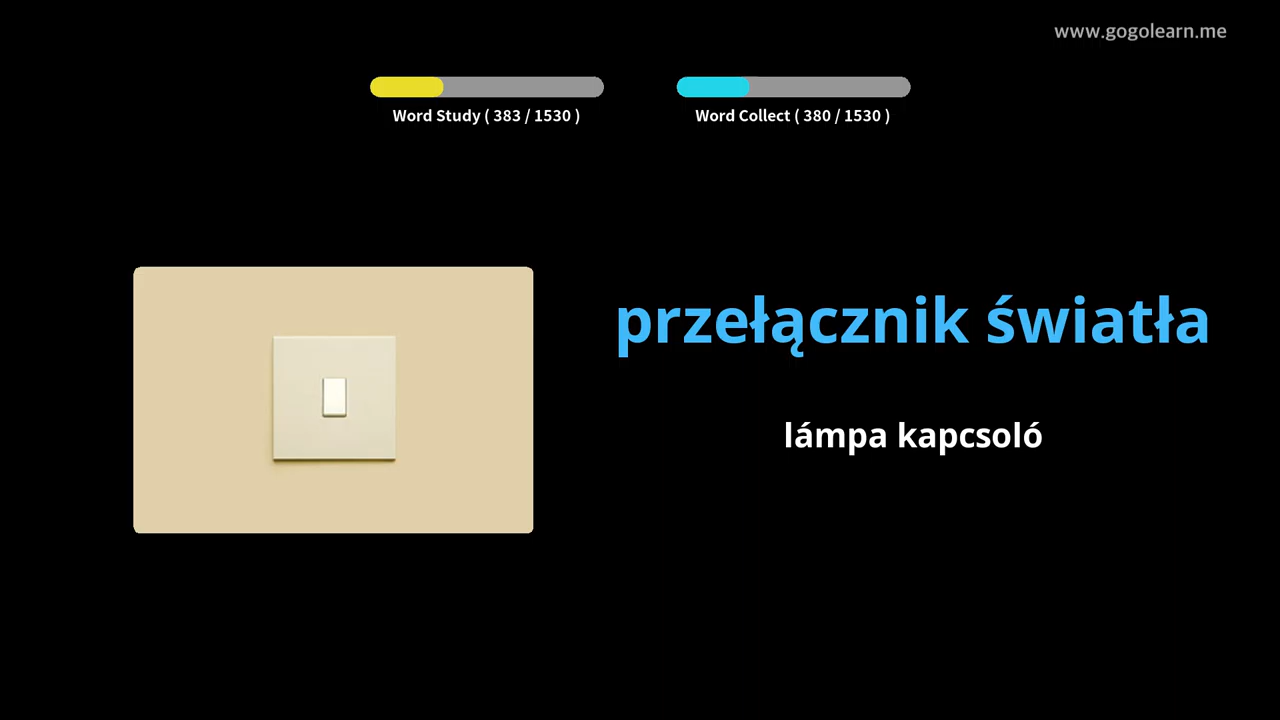 www.gogolearn.me
Word Study ( 383 / 1530 )
Word Collect ( 380 / 1530 )
przełącznik światła
lámpa kapcsoló